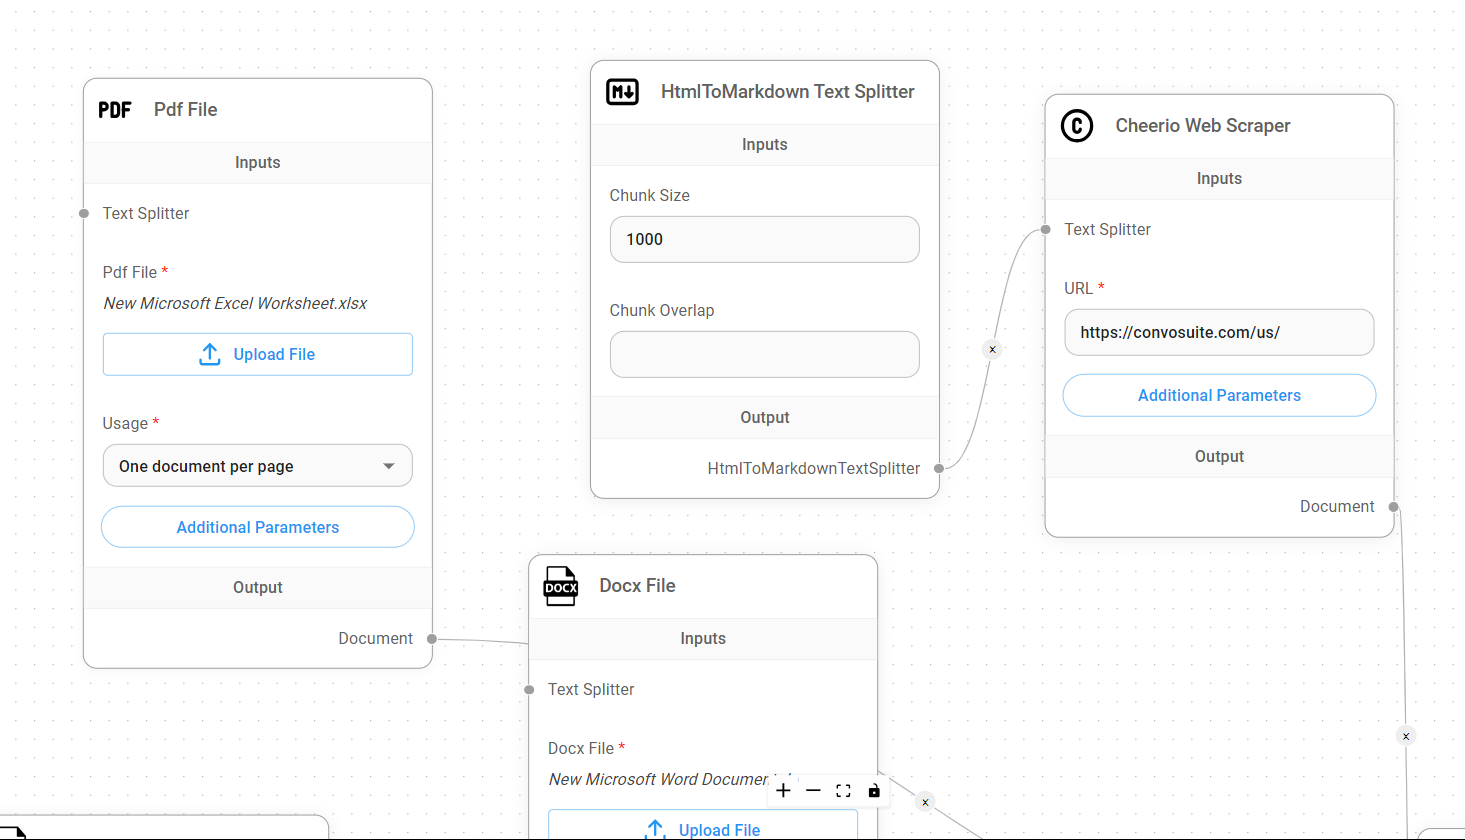 PDF Pdf File
Inputs
Text Splitter
Pdf File *
New Microsoft Excel Worksheet.xlsx
Upload File
Usage *
One document per page
Additional Parameters
Output
Document
M HtmlToMarkdown Text Splitter
Inputs
Chunk Size
1000
Chunk Overlap
Output
HtmlToMarkdownTextSplitter
x
C Cheerio Web Scraper
Inputs
Text Splitter
URL *
https://convosuite.com/us/
Additional Parameters
Output
Document
x
DOCX Docx File
Inputs
Text Splitter
Docx File *
New Microsoft Word
Upload File
x